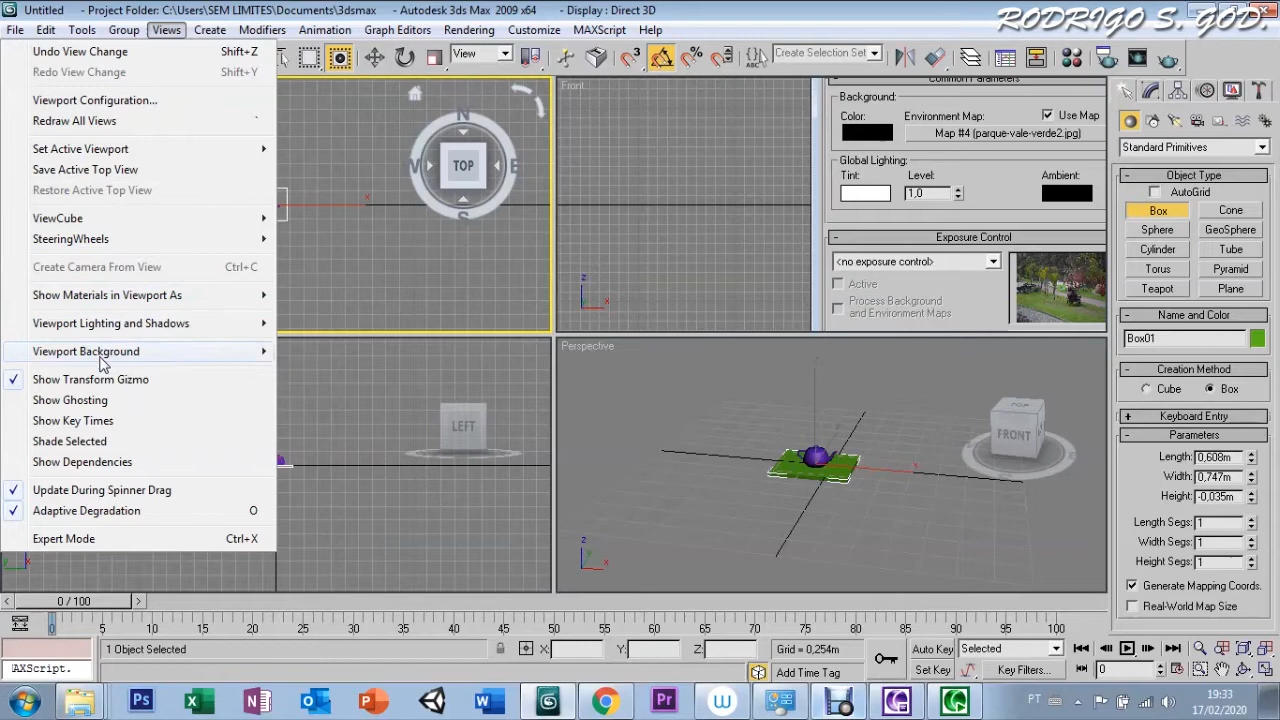 Untitled - Project Folder: C:\Users\SEM LIMITES\Documents\3dsmax - Autodesk 3ds Max 2009 x64 - Display : Direct 3D
RODRIGO S. GOD.
File Edit Tools Group Views Create Modifiers Animation Graph Editors Rendering Customize MAXScript Help
View
Create Selection Set
Undo View Change Shift+Z
Redo View Change Shift+Y
Viewport Configuration...
Redraw All Views `
Set Active Viewport
Save Active Top View
Restore Active Top View
ViewCube
SteeringWheels
Create Camera From View Ctrl+C
Show Materials in Viewport As
Viewport Lighting and Shadows
Viewport Background
Show Transform Gizmo
Show Ghosting
Show Key Times
Shade Selected
Show Dependencies
Update During Spinner Drag
Adaptive Degradation O
Expert Mode Ctrl+X
N
TOP
E
S
x
Front
z
x
LEFT
y
x
Perspective
FRONT
TOP
x
z
y
x
Common Parameters
Background:
Color: Environment Map: Use Map
Map #4 (parque-vale-verde2.jpg)
Global Lighting:
Tint: Level: Ambient:
1,0
- Exposure Control
<no exposure control>
Active
Process Background
and Environment Maps
Standard Primitives
- Object Type
AutoGrid
Box Cone
Sphere GeoSphere
Cylinder Tube
Torus Pyramid
Teapot Plane
- Name and Color
Box01
- Creation Method
Cube Box
+ Keyboard Entry
- Parameters
Length: 0,608m
Width: 0,747m
Height: -0,035m
Length Segs: 1
Width Segs: 1
Height Segs: 1
Generate Mapping Coords.
Real-World Map Size
< 0 / 100 >
0 5 10 15 20 25 30 35 40 45 50 55 60 65 70 75 80 85 90 95 100
1 Object Selected
X: Y: Z:
Grid = 0,254m
Auto Key Selected
AXScript.
Add Time Tag
Set Key Key Filters...
0
PT
19:33
17/02/2020